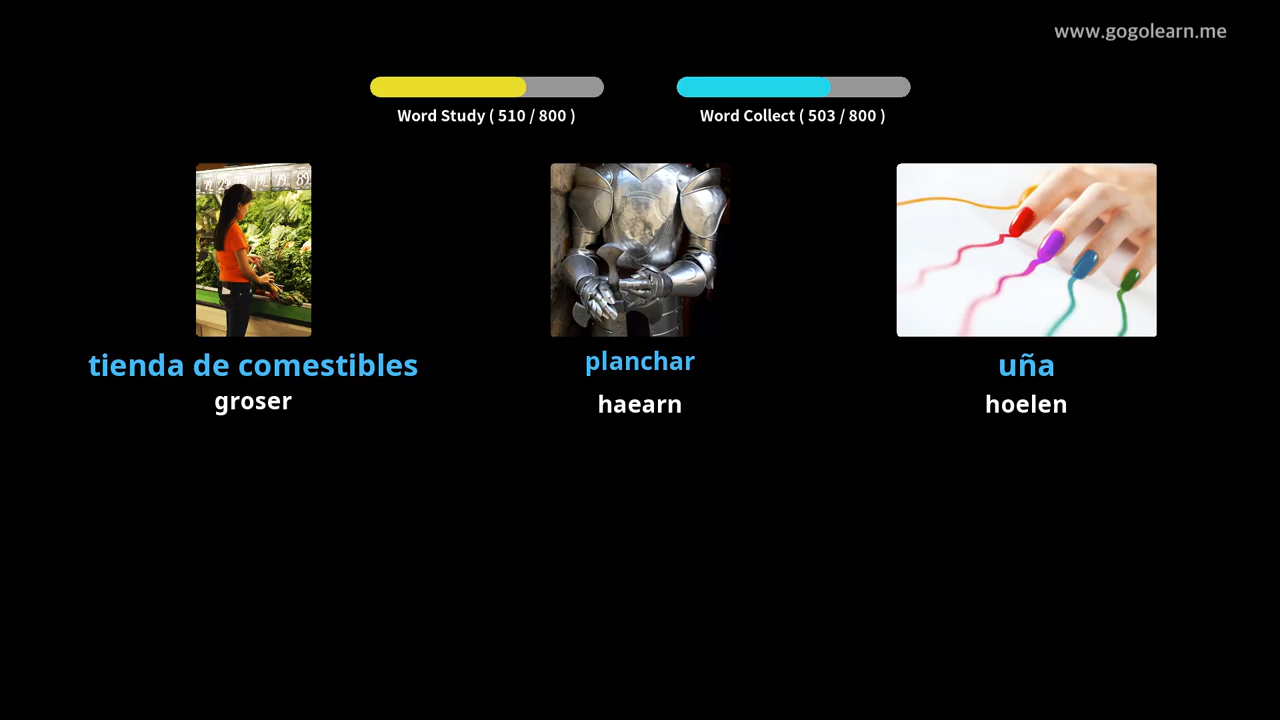 www.gogolearn.me
Word Study ( 510 / 800 )
Word Collect ( 503 / 800 )
tienda de comestibles
planchar
uña
groser
haearn
hoelen